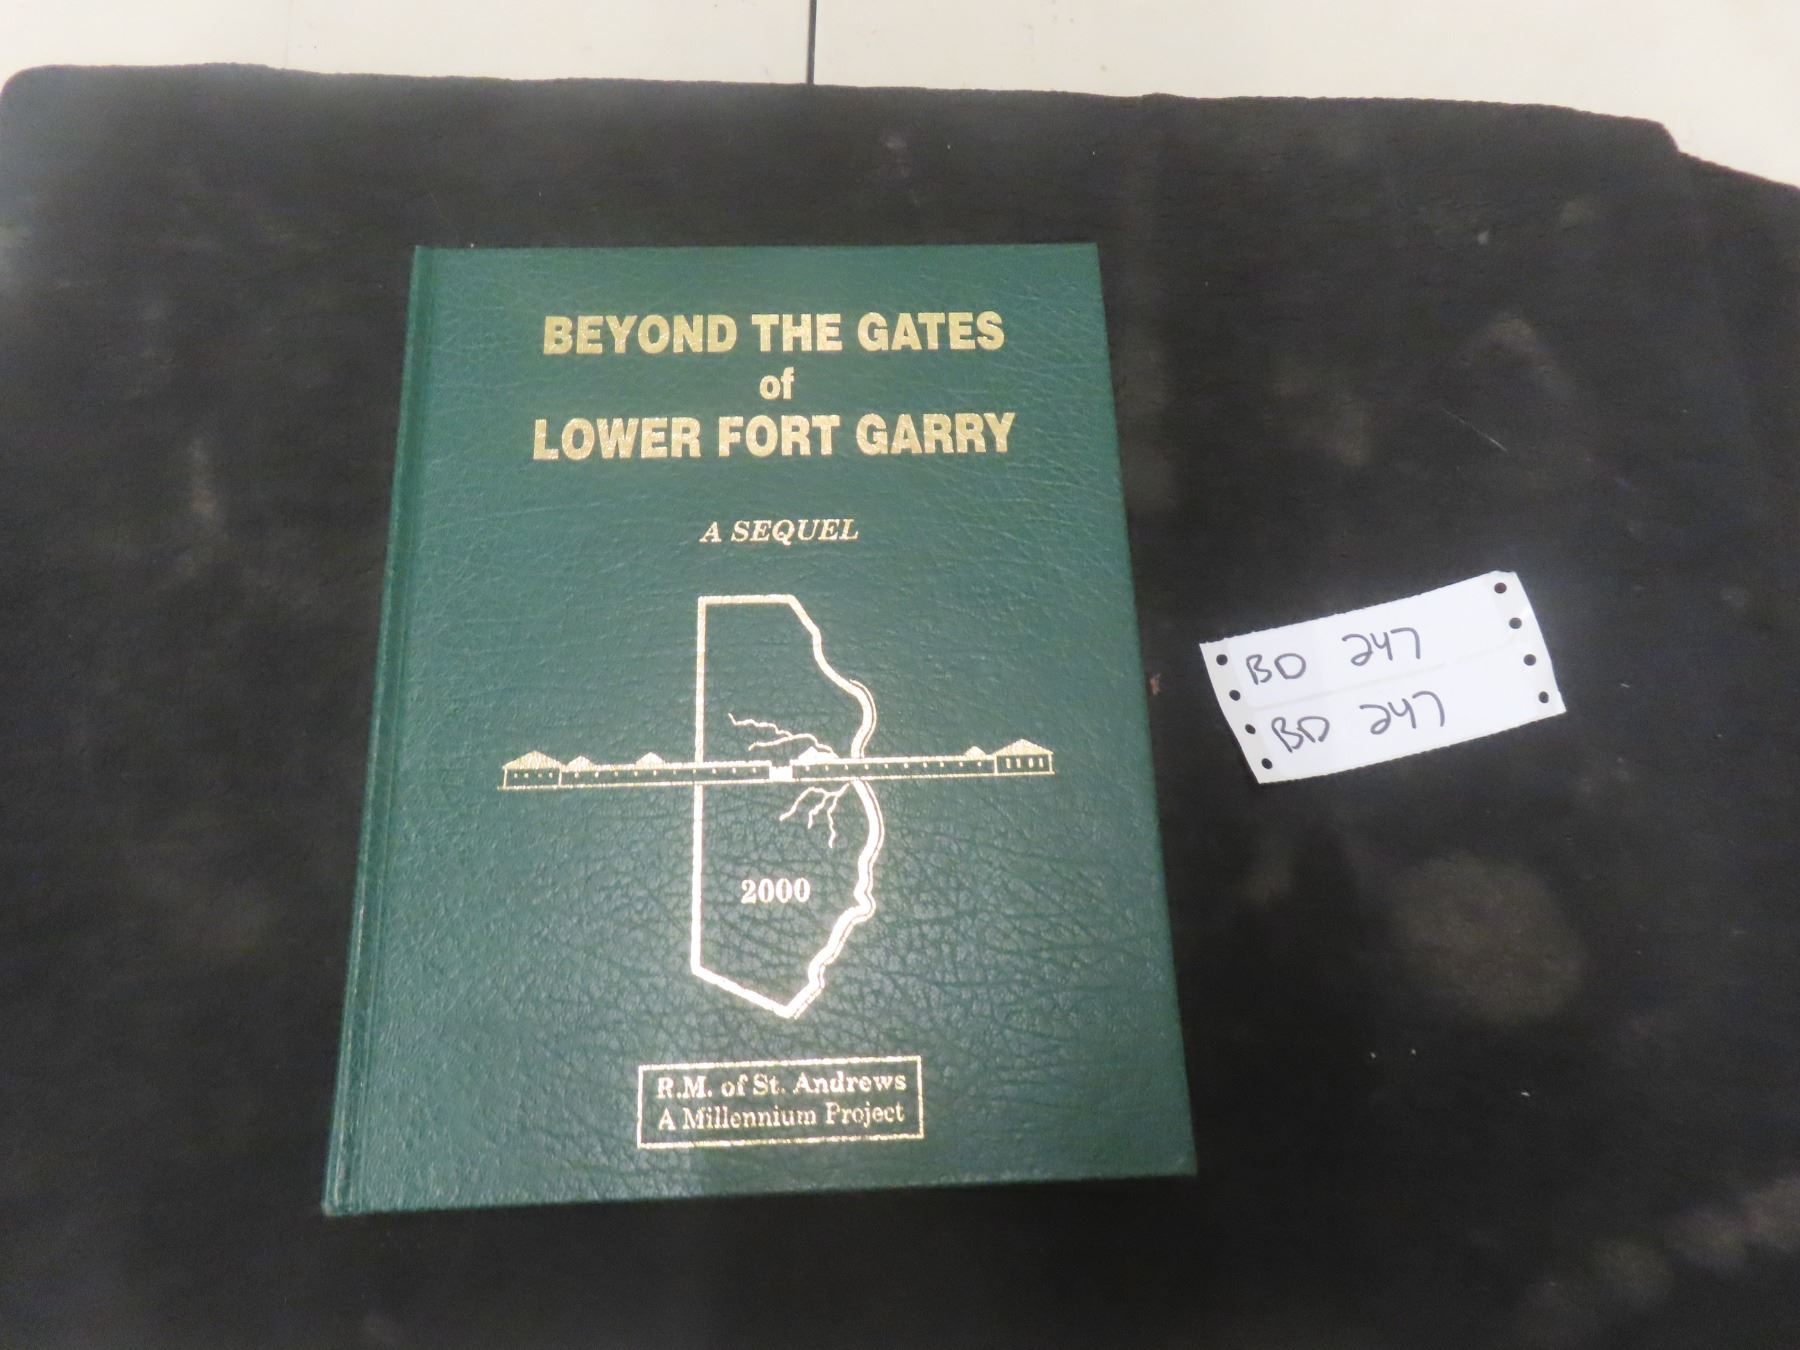 BEYOND THE GATES
of
LOWER FORT GARRY
A SEQUEL
2000
R.M. of St. Andrews
A Millennium Project
BD 247
BD 247